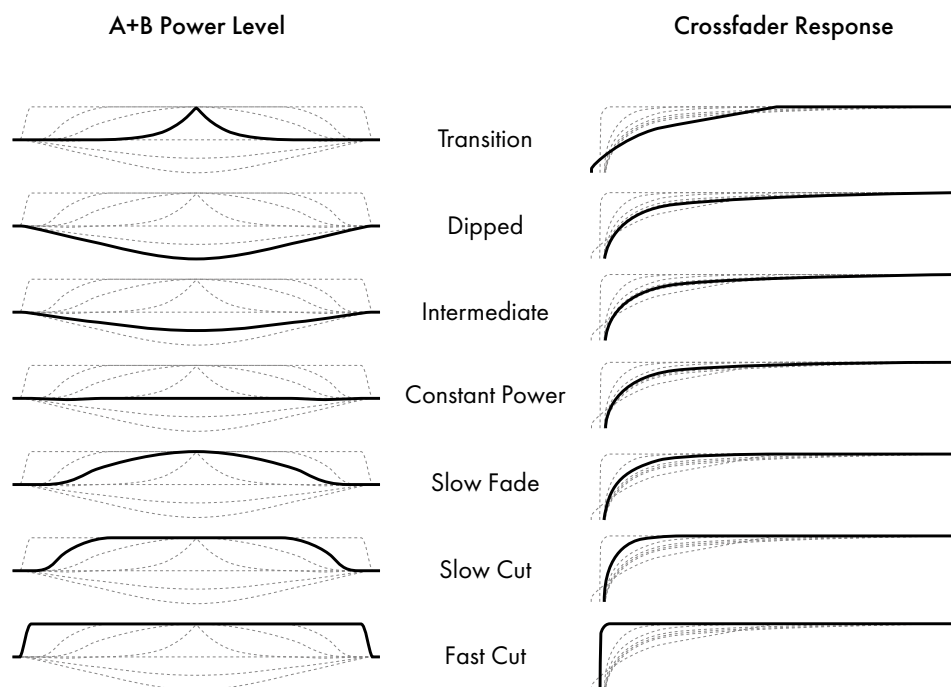 A+B Power Level
Crossfader Response
Transition
Dipped
Intermediate
Constant Power
Slow Fade
Slow Cut
Fast Cut